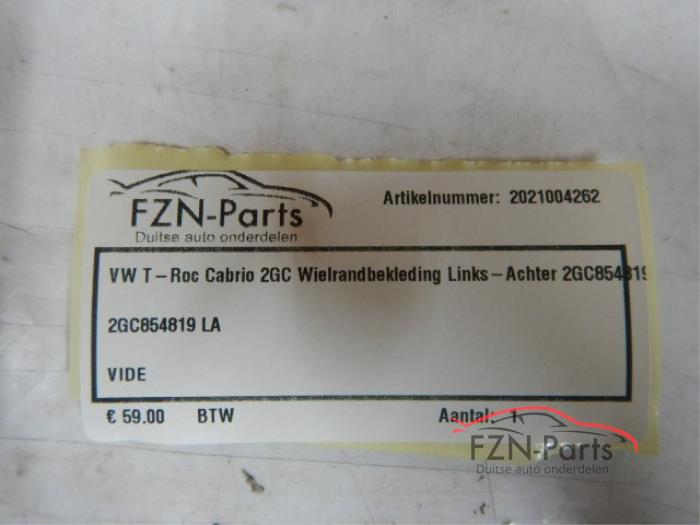 FZN-Parts
Duitse auto onderdelen
Artikelnummer: 2021004262
VW T-Roc Cabrio 2GC Wielrandbekleding Links-Achter 2GC854819
2GC854819 LA
VIDE
€ 59.00 BTW Aantal: 1
FZN-Parts
Duitse auto onderdelen